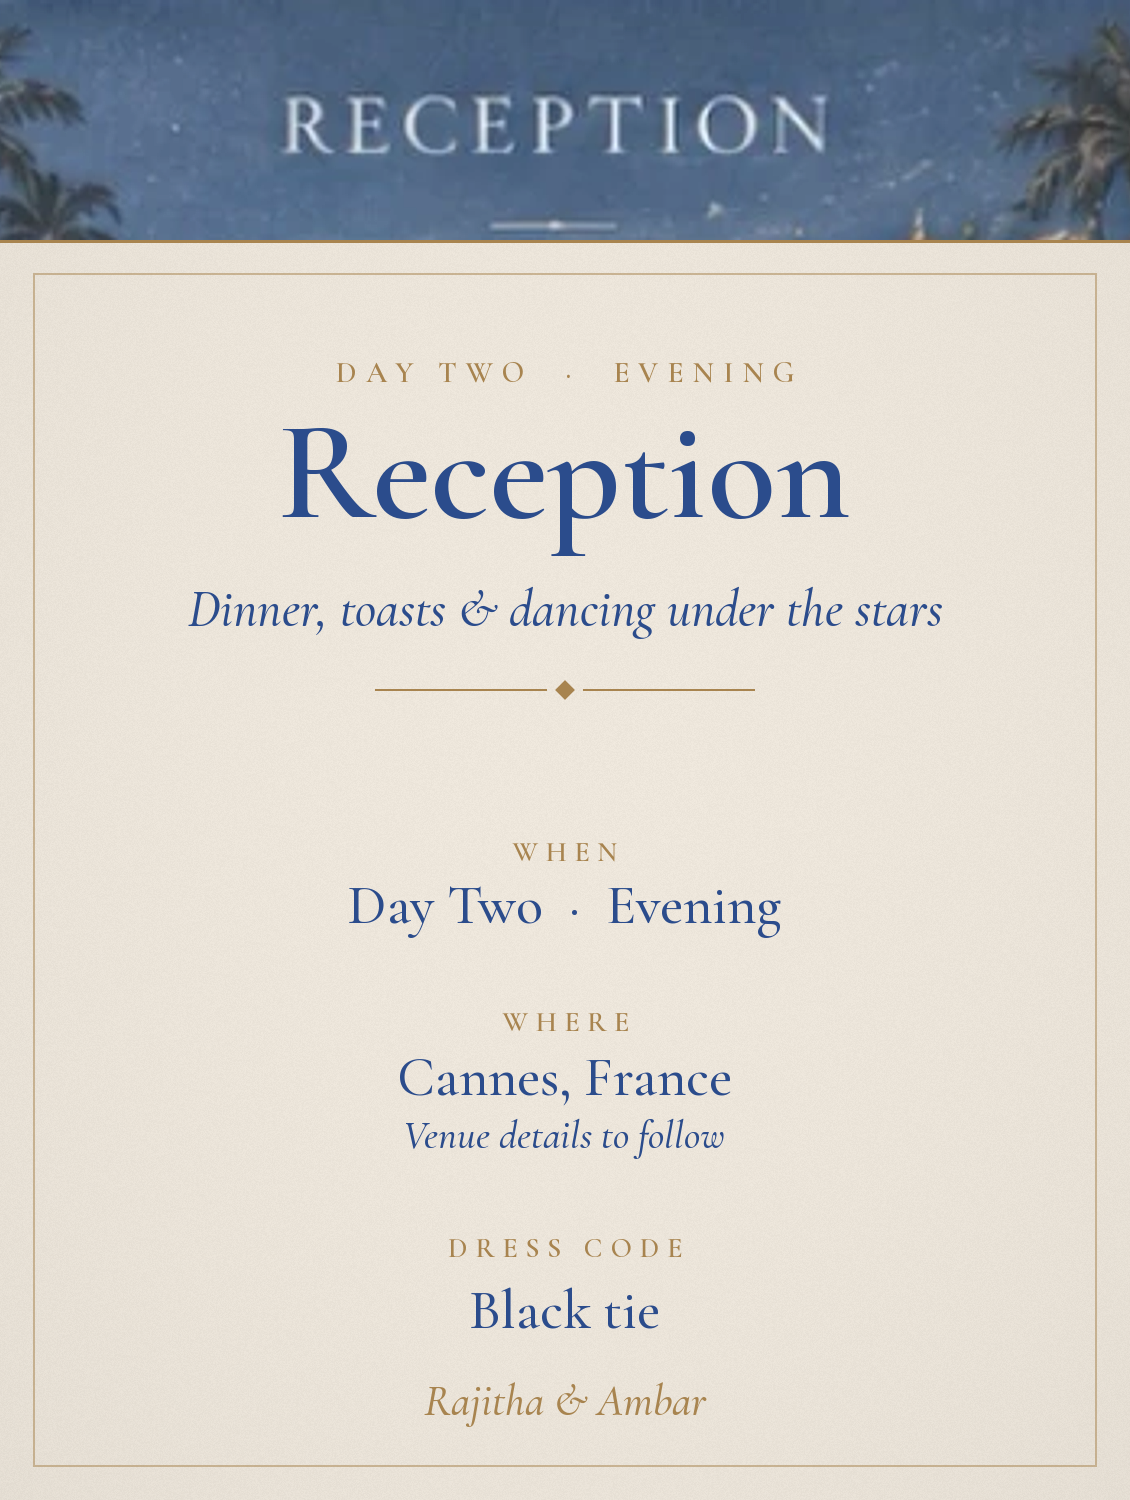 RECEPTION
DAY TWO · EVENING
Reception
Dinner, toasts & dancing under the stars
WHEN
Day Two · Evening
WHERE
Cannes, France
Venue details to follow
DRESS CODE
Black tie
Rajitha & Ambar